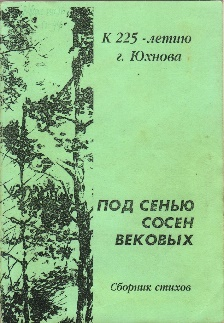 К 225 -летию
г. Юхнова
ПОД СЕНЬЮ
СОСЕН
ВЕКОВЫХ
Сборник стихов